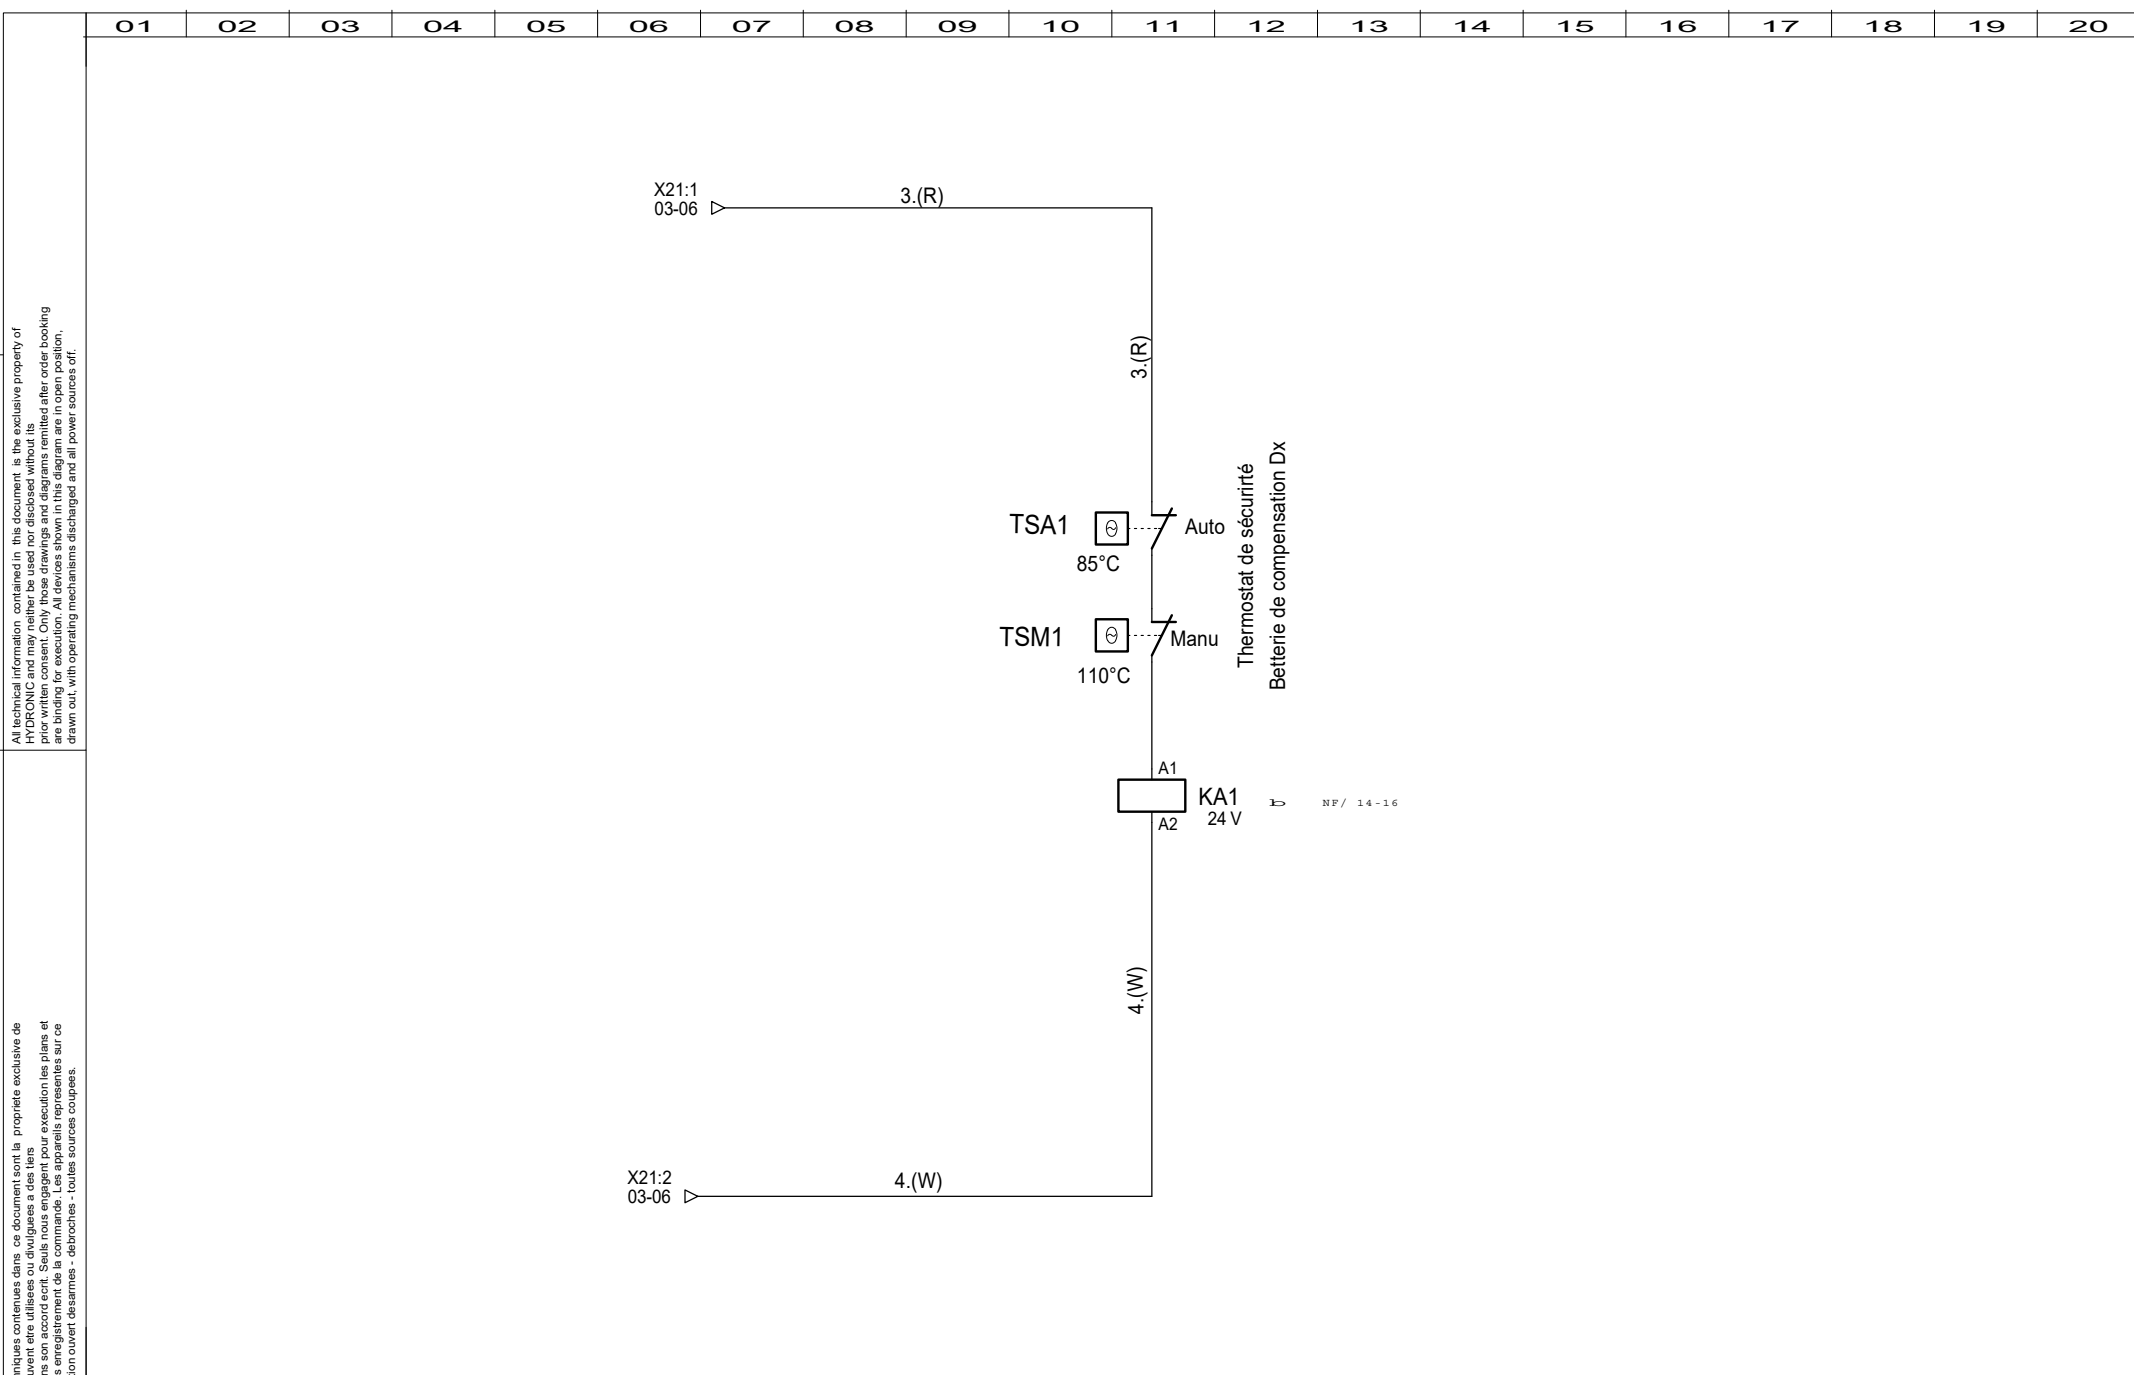 01 02 03 04 05 06 07 08 09 10 11 12 13 14 15 16 17 18 19 20
X21:1
03-06
3.(R)
3.(R)
TSA1
Auto
85°C
TSM1
Manu
110°C
Thermostat de sécurirté
Betterie de compensation Dx
A1
KA1
24 V
A2
NF/ 14-16
4.(W)
X21:2
03-06
4.(W)
All technical information contained in this document is the exclusive property of
HYDRONIC and may neither be used nor disclosed without its
prior written consent. Only those drawings and diagrams remitted after order booking
are binding for execution. All devices shown in this diagram are in open position,
drawn out, with operating mechanisms discharged and all power sources off.
niques contenues dans ce document sont la propriete exclusive de
uvent etre utilisees ou divulguees a des tiers
ns son accord ecrit. Seuls nous engagent pour execution les plans et
s enregistrement de la commande. Les appareils representes sur ce
tion ouvert desarmes - debroches - toutes sources coupees.